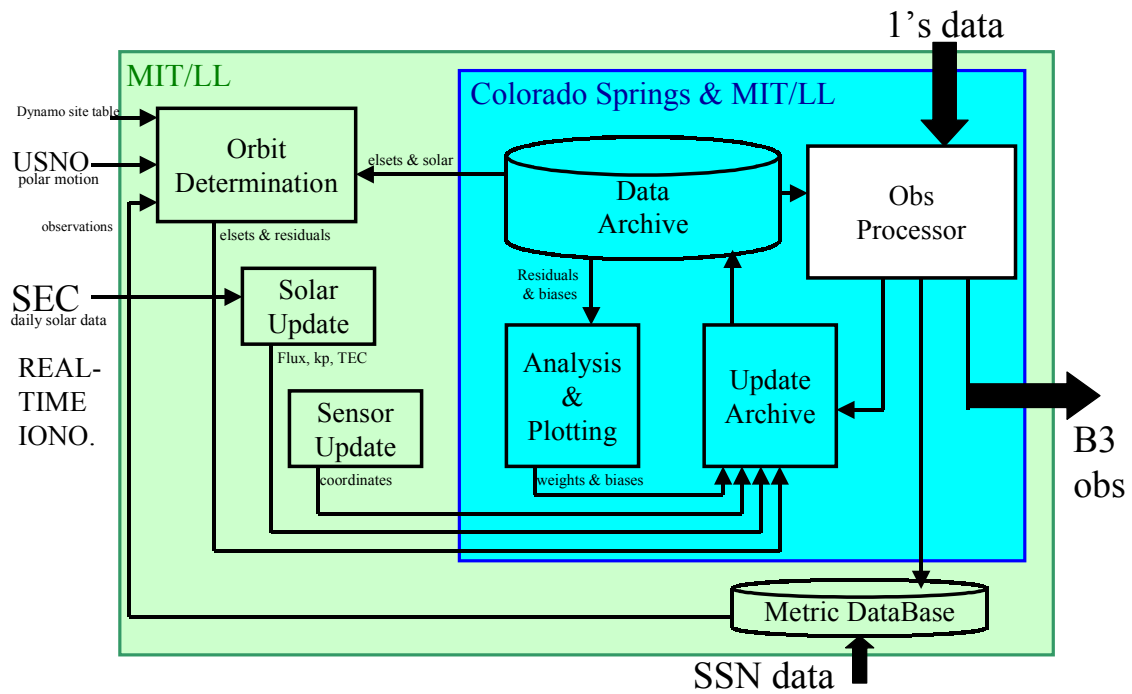 1's data
MIT/LL
Colorado Springs & MIT/LL
Dynamo site table
USNO
polar motion
observations
Orbit
Determination
elsets & solar
elsets & residuals
Data
Archive
Obs
Processor
SEC
daily solar data
Solar
Update
Flux, kp, TEC
Residuals
& biases
REAL-
TIME
IONO.
Sensor
Update
coordinates
Analysis
&
Plotting
weights & biases
Update
Archive
B3
obs
Metric DataBase
SSN data